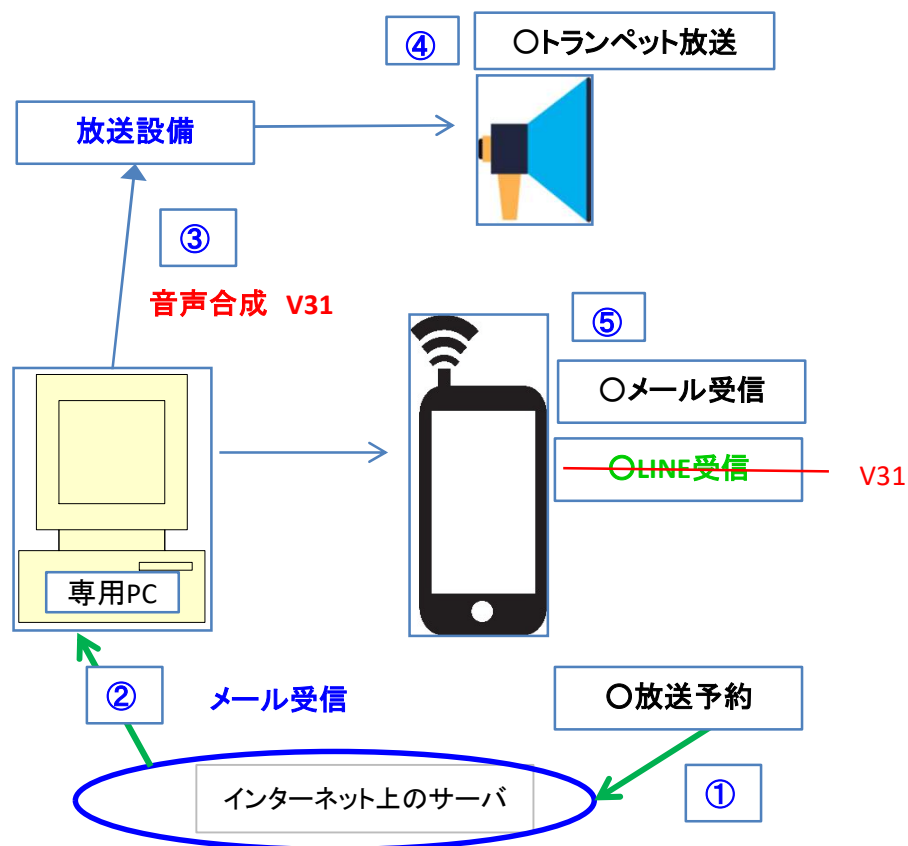 ④
〇トランペット放送
放送設備
③
音声合成 V31
⑤
〇メール受信
〇LINE受信
V31
専用PC
②
メール受信
〇放送予約
インターネット上のサーバ
①